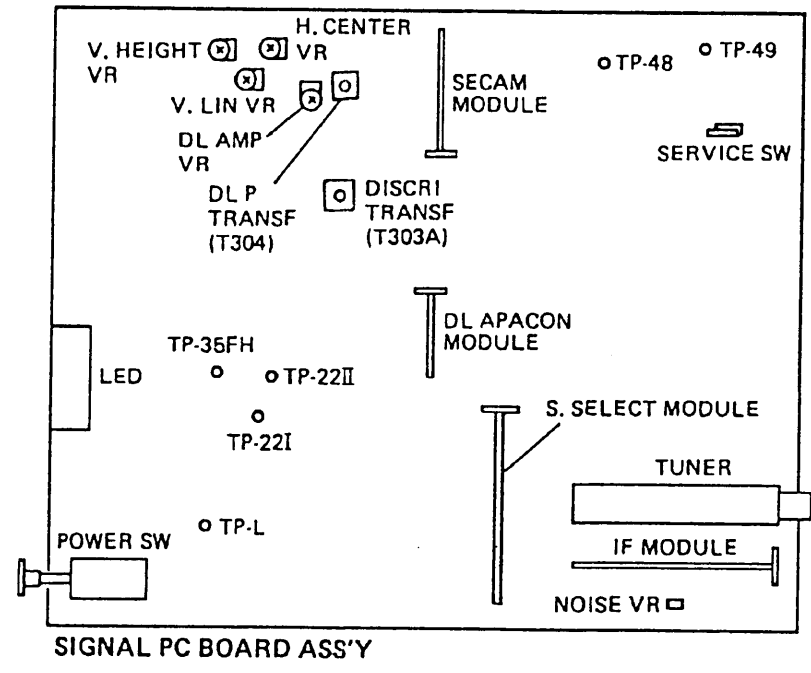 H. CENTER
VR
V. HEIGHT
VR
V. LIN VR
DL AMP
VR
DL P
TRANSF
(T304)
DISCRI
TRANSF
(T303A)
SECAM
MODULE
TP-48
TP-49
SERVICE SW
DL APACON
MODULE
LED
TP-35FH
TP-22II
TP-22I
S. SELECT MODULE
TUNER
TP-L
POWER SW
IF MODULE
NOISE VR
SIGNAL PC BOARD ASS'Y